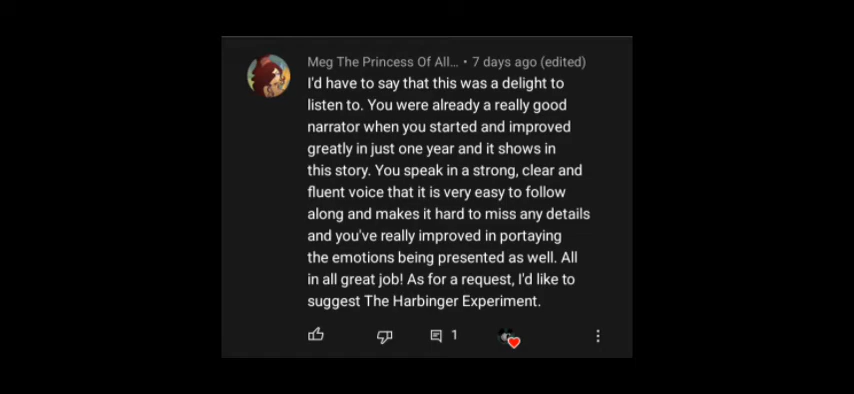 Meg The Princess Of All... • 7 days ago (edited)
I'd have to say that this was a delight to
listen to. You were already a really good
narrator when you started and improved
greatly in just one year and it shows in
this story. You speak in a strong, clear and
fluent voice that it is very easy to follow
along and makes it hard to miss any details
and you've really improved in portaying
the emotions being presented as well. All
in all great job! As for a request, I'd like to
suggest The Harbinger Experiment.
1